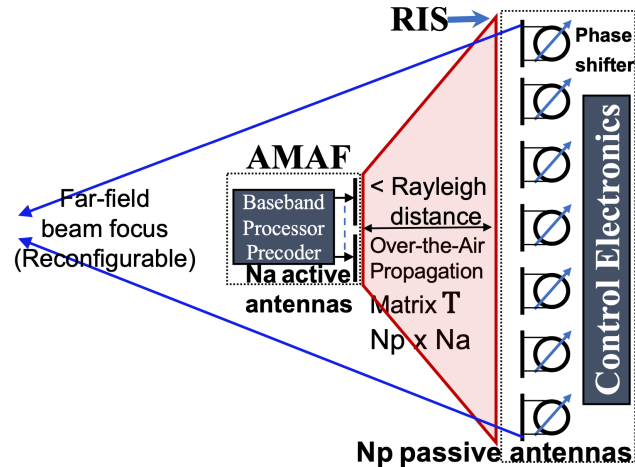 RIS
Phase
shifter
AMAF
Baseband
Processor
Precoder
Na active
antennas
Far-field
beam focus
(Reconfigurable)
< Rayleigh
distance
Over-the-Air
Propagation
Matrix T
Np x Na
Control Electronics
Np passive antennas